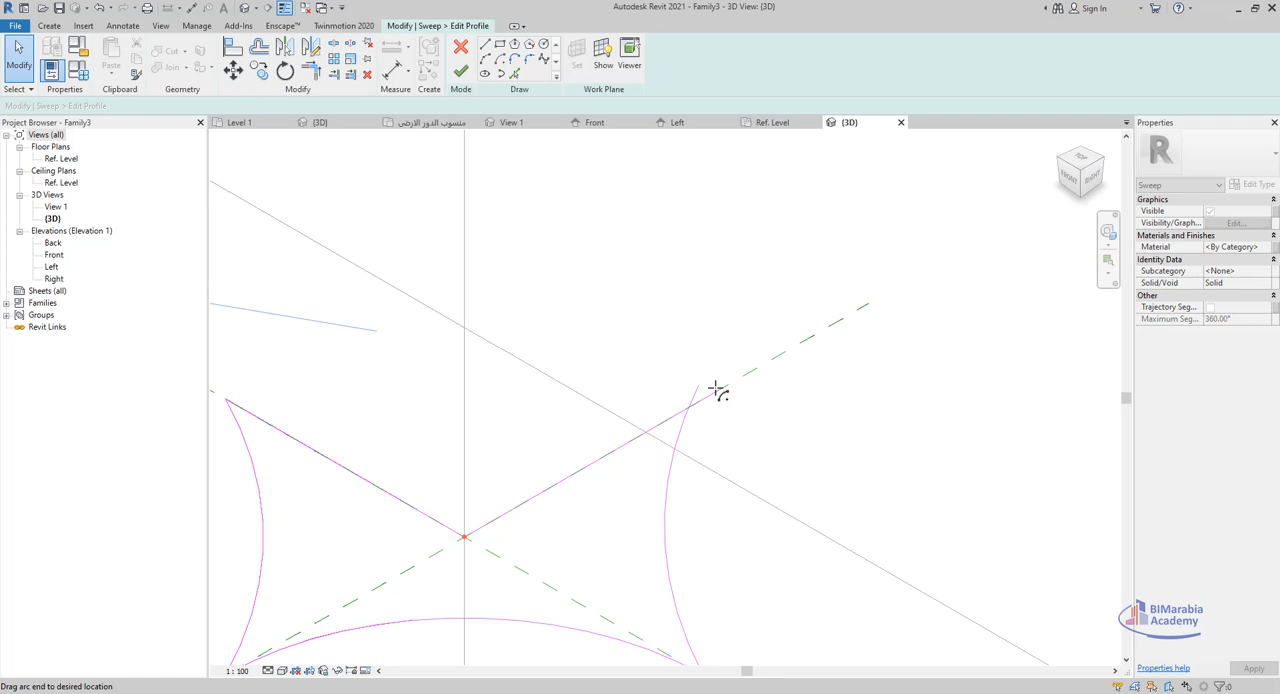 Autodesk Revit 2021 - Family3 - 3D View: {3D}
Sign In
File Create Insert Annotate View Manage Add-Ins Enscape™ Twinmotion 2020 Modify | Sweep > Edit Profile
Modify Paste Cut Join Set Show Viewer
Select Properties Clipboard Geometry Modify Measure Create Mode Draw Work Plane
Modify | Sweep > Edit Profile
Project Browser - Family3
Level 1 {3D} منسوب الدور الارضى View 1 Front Left Ref. Level {3D}
Views (all)
Floor Plans
Ref. Level
Ceiling Plans
Ref. Level
3D Views
View 1
{3D}
Elevations (Elevation 1)
Back
Front
Left
Right
Sheets (all)
Families
Groups
Revit Links
TOP
FRONT
RIGHT
Properties
Sweep Edit Type
Graphics
Visible
Visibility/Graph... Edit...
Materials and Finishes
Material <By Category>
Identity Data
Subcategory <None>
Solid/Void Solid
Other
Trajectory Seg...
Maximum Seg... 360.00°
BIMarabia
Academy
Properties help Apply
1 : 100
Drag arc to desired location
:0